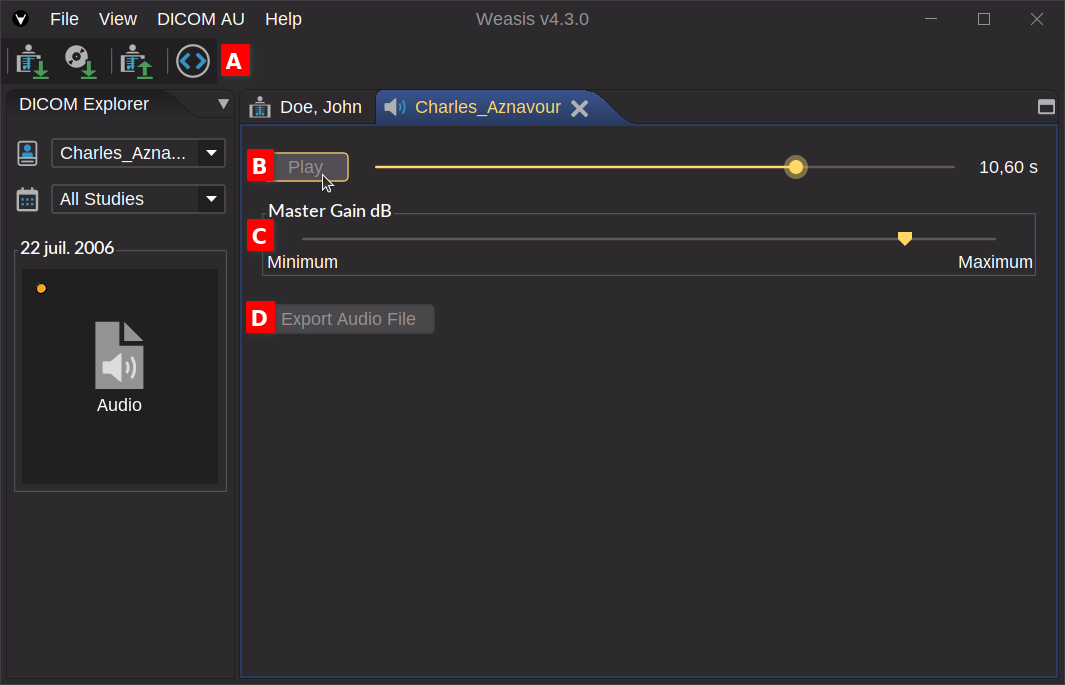 File View DICOM AU Help Weasis v4.3.0
A
DICOM Explorer
Doe, John Charles_Aznavour
Charles_Azna...
All Studies
22 juil. 2006
Audio
B Play 10,60 s
Master Gain dB
C
Minimum Maximum
D Export Audio File